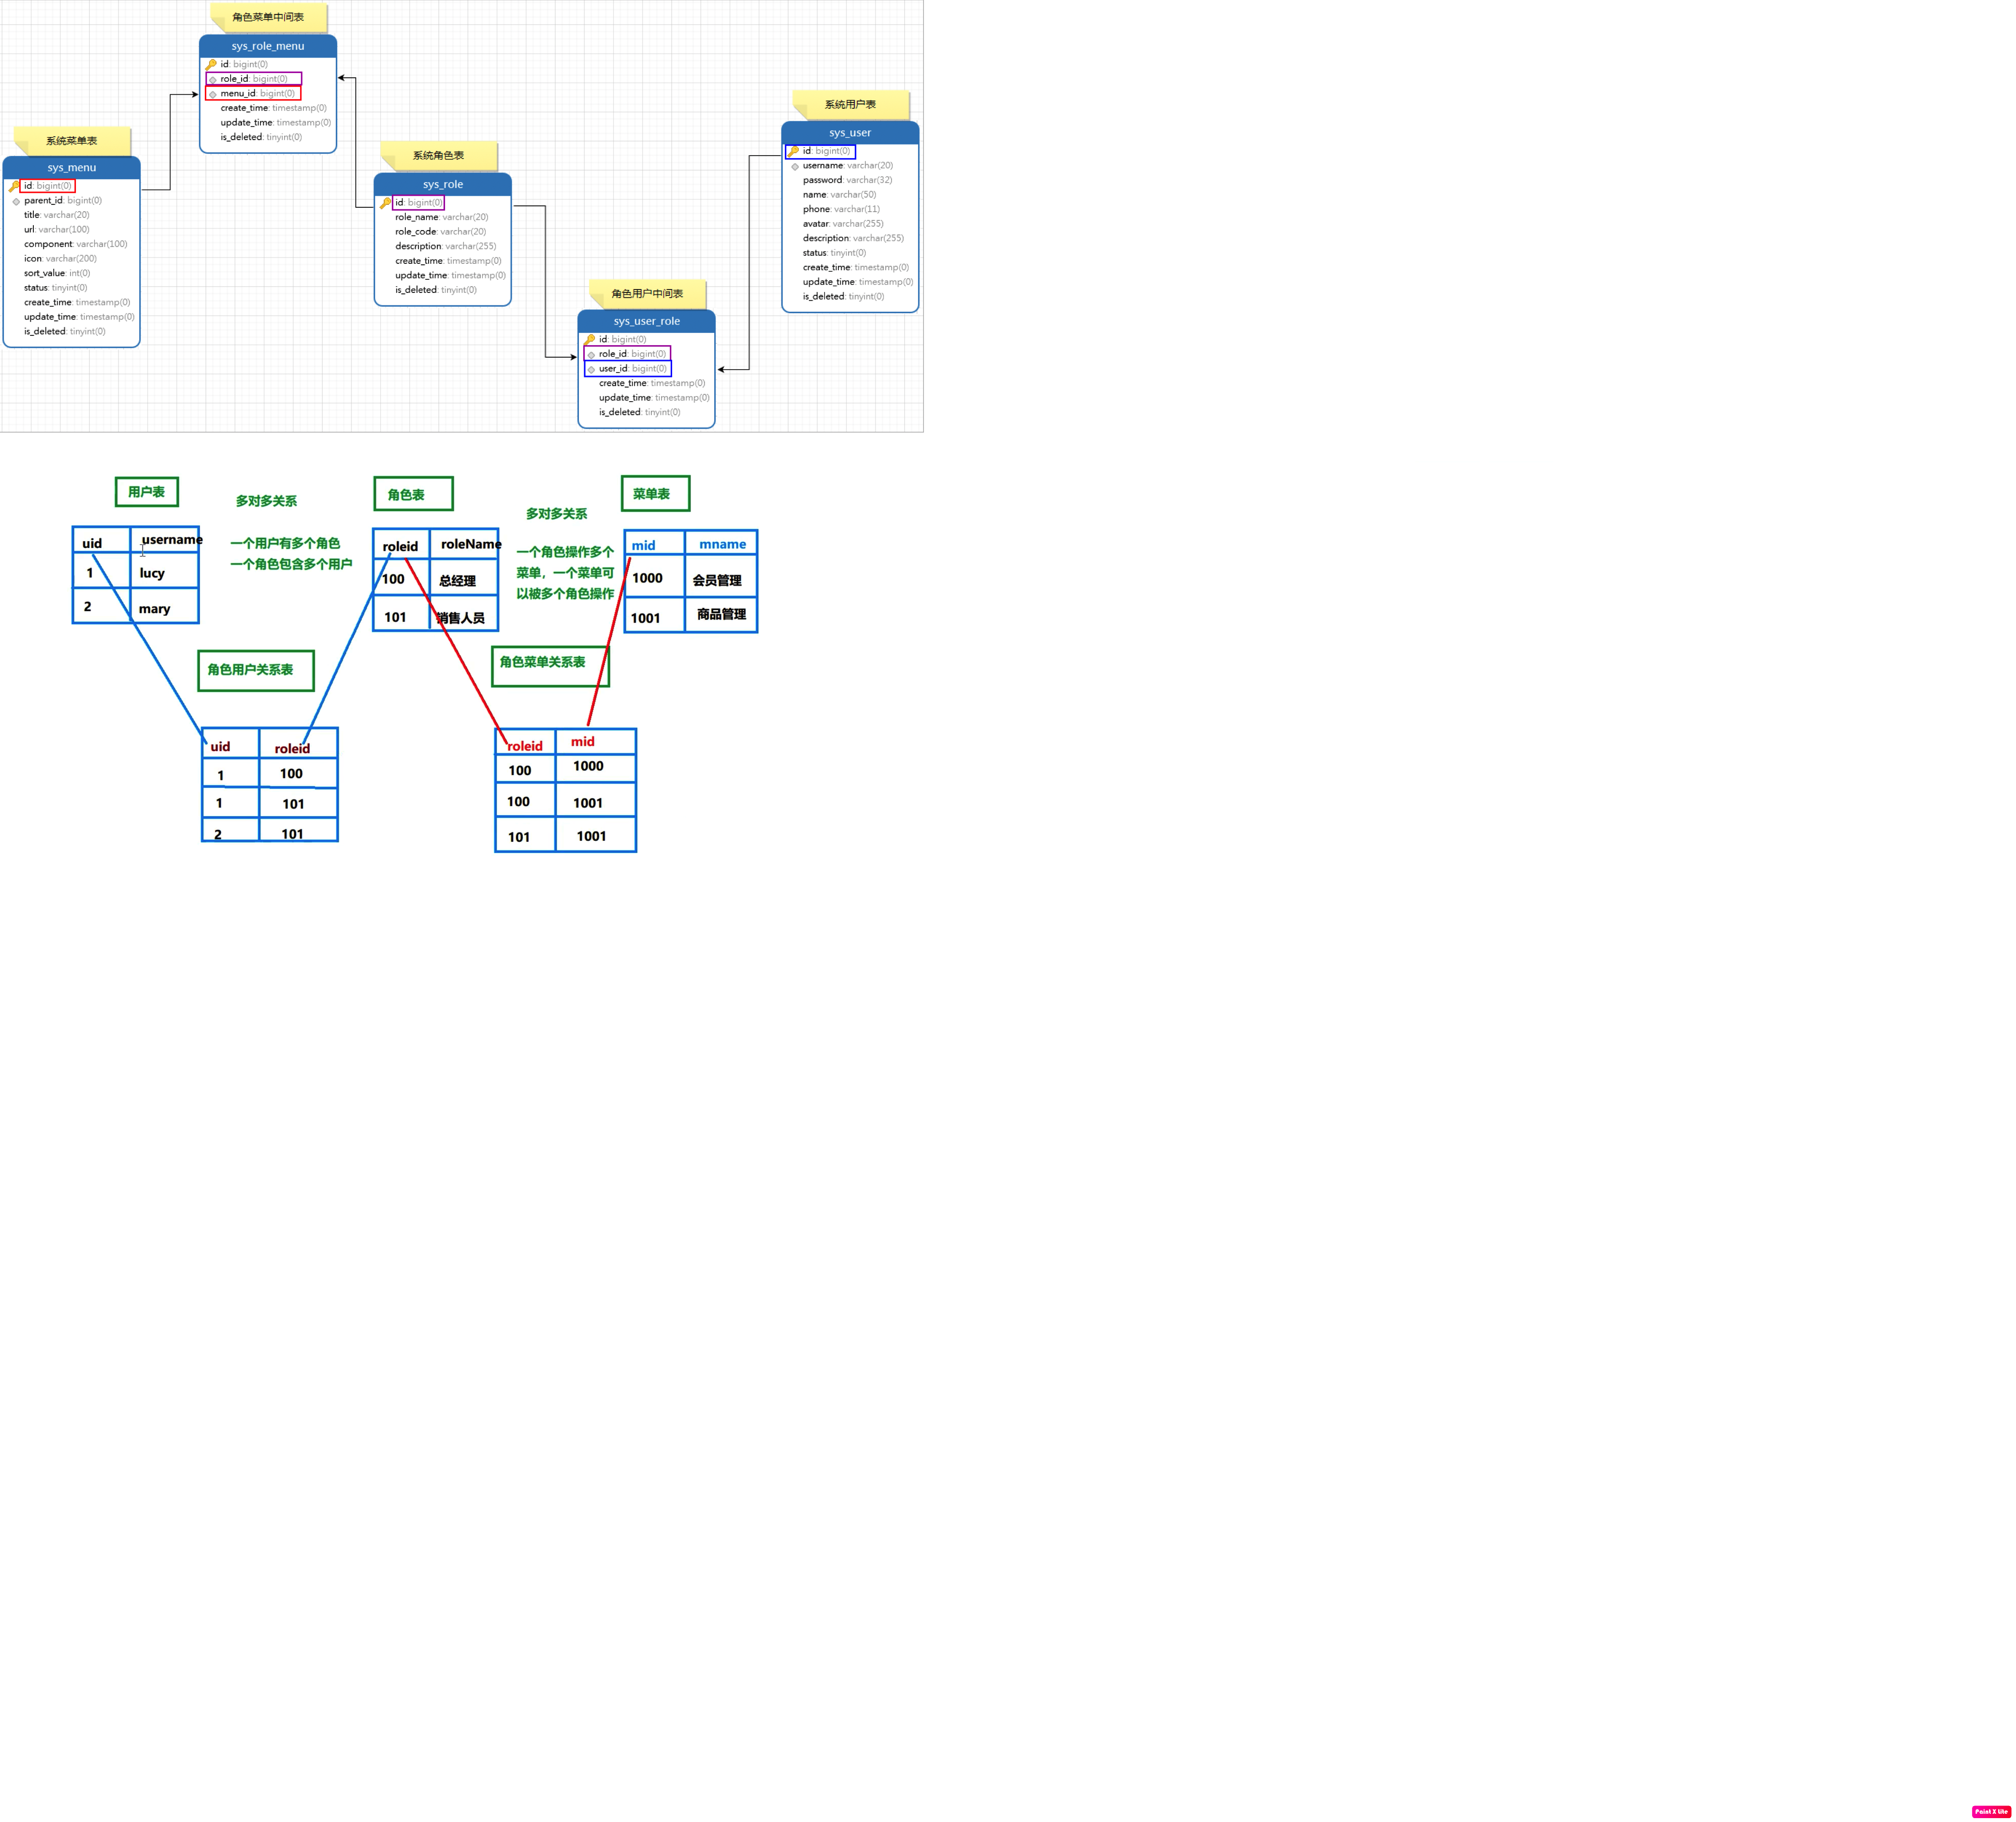 角色菜单中间表
sys_role_menu
id: bigint(0)
role_id: bigint(0)
menu_id: bigint(0)
create_time: timestamp(0)
update_time: timestamp(0)
is_deleted: tinyint(0)
系统菜单表
sys_menu
id: bigint(0)
parent_id: bigint(0)
title: varchar(20)
url: varchar(100)
component: varchar(100)
icon: varchar(200)
sort_value: int(0)
status: tinyint(0)
create_time: timestamp(0)
update_time: timestamp(0)
is_deleted: tinyint(0)
系统角色表
sys_role
id: bigint(0)
role_name: varchar(20)
role_code: varchar(20)
description: varchar(255)
create_time: timestamp(0)
update_time: timestamp(0)
is_deleted: tinyint(0)
角色用户中间表
sys_user_role
id: bigint(0)
role_id: bigint(0)
user_id: bigint(0)
create_time: timestamp(0)
update_time: timestamp(0)
is_deleted: tinyint(0)
系统用户表
sys_user
id: bigint(0)
username: varchar(20)
password: varchar(32)
name: varchar(50)
phone: varchar(11)
avatar: varchar(255)
description: varchar(255)
status: tinyint(0)
create_time: timestamp(0)
update_time: timestamp(0)
is_deleted: tinyint(0)
用户表
uid username
1 lucy
2 mary
多对多关系
一个用户有多个角色
一个角色包含多个用户
角色表
roleid roleName
100 总经理
101 销售人员
多对多关系
一个角色操作多个
菜单，一个菜单可
以被多个角色操作
菜单表
mid mname
1000 会员管理
1001 商品管理
角色用户关系表
uid roleid
1 100
1 101
2 101
角色菜单关系表
roleid mid
100 1000
100 1001
101 1001
Paint X Lite